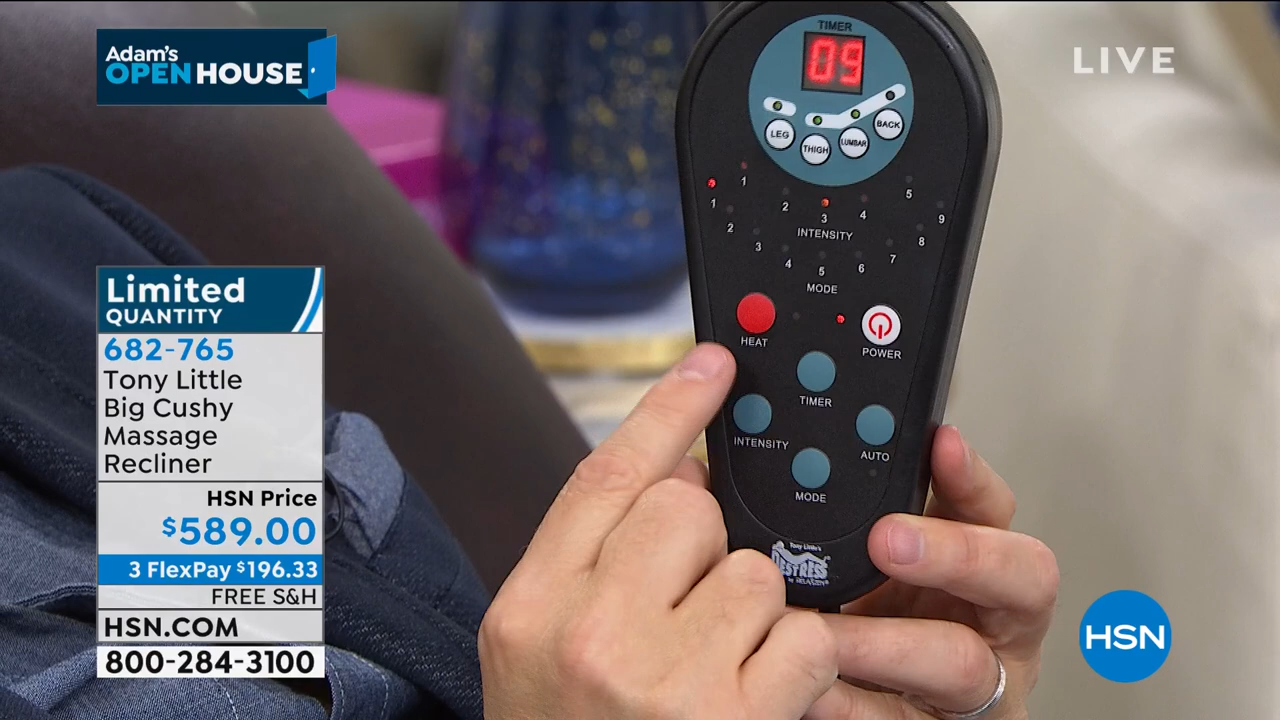 Adam's
OPEN HOUSE
LIVE
Limited
QUANTITY
682-765
Tony Little
Big Cushy
Massage
Recliner
HSN Price
$589.00
3 FlexPay $196.33
FREE S&H
HSN.COM
800-284-3100
TIMER
09
LEG
THIGH
LUMBAR
BACK
1 2 3 4 5
INTENSITY
1 2 3 4 5 6 7 8 9
MODE
HEAT
POWER
TIMER
INTENSITY
AUTO
MODE
Tony Little's
DESTRESS
HSN